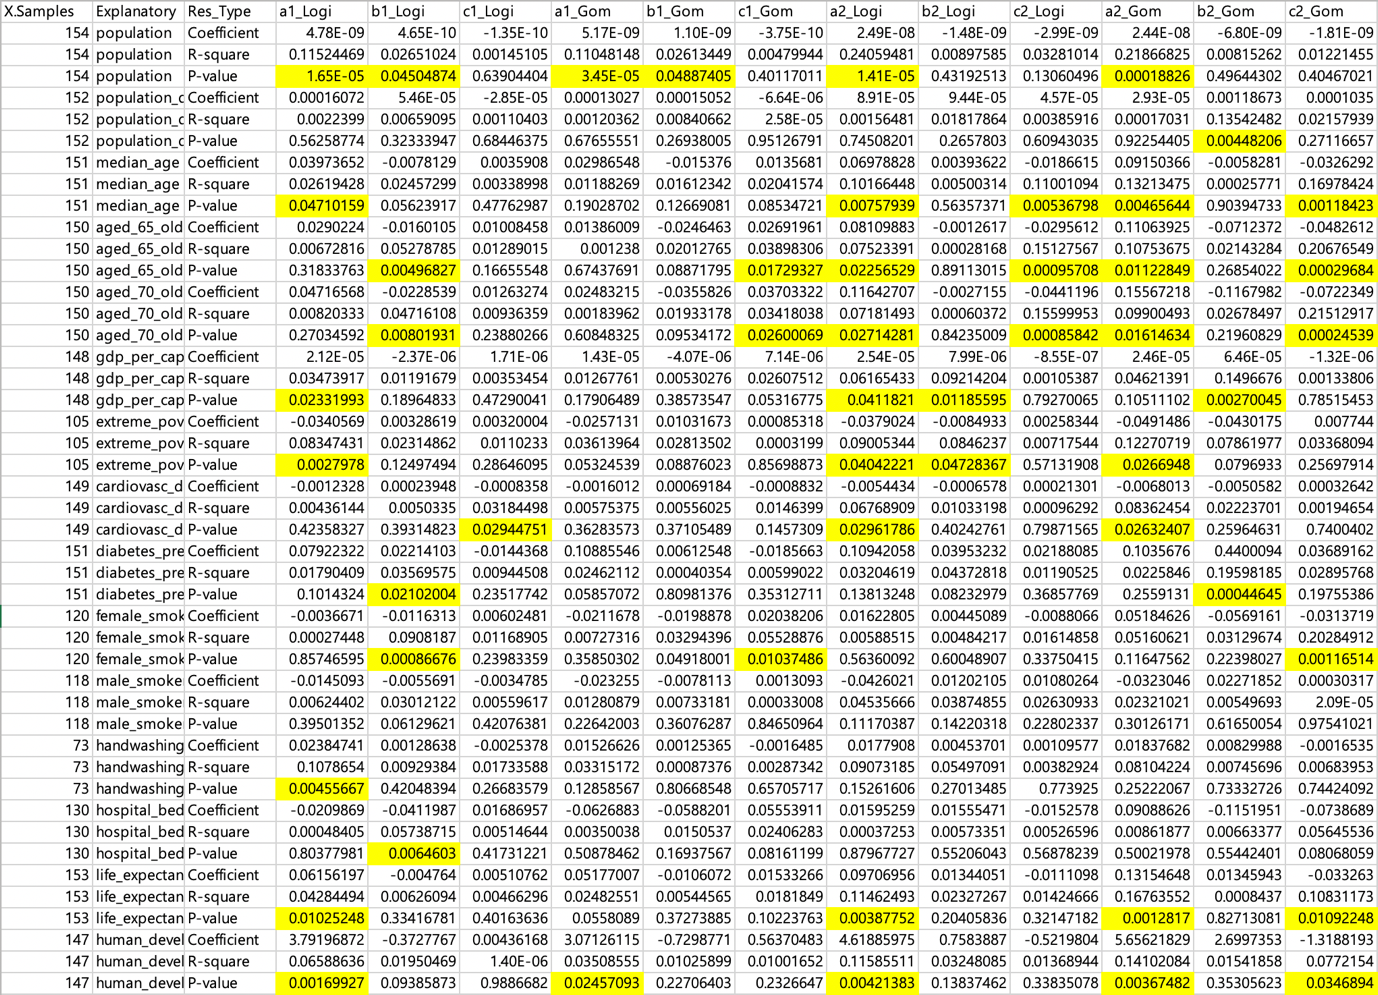 X.Samples Explanatory Res_Type a1_Logi b1_Logi c1_Logi a1_Gom b1_Gom c1_Gom a2_Logi b2_Logi c2_Logi a2_Gom b2_Gom c2_Gom
154 population Coefficient 4.78E-09 4.65E-10 -1.35E-10 5.17E-09 1.10E-09 -3.75E-10 2.49E-08 -1.48E-09 -2.99E-09 2.44E-08 -6.80E-09 -1.81E-09
154 population R-square 0.11524469 0.02651024 0.00145105 0.11048148 0.02613449 0.00479944 0.24059481 0.00897585 0.03281014 0.21866825 0.00815262 0.01221455
154 population P-value 1.65E-05 0.04504874 0.63904404 3.45E-05 0.04887405 0.40117011 1.41E-05 0.43192513 0.13060496 0.00018826 0.49644302 0.40467021
152 population_c Coefficient 0.00016072 5.46E-05 -2.85E-05 0.00013027 0.00015052 -6.64E-06 8.91E-05 9.44E-05 4.57E-05 2.93E-05 0.00118673 0.0001035
152 population_c R-square 0.0022399 0.00659095 0.00110403 0.00120362 0.00840662 2.58E-05 0.00156481 0.01817864 0.00385916 0.00017031 0.13542482 0.02157939
152 population_c P-value 0.56258774 0.32333947 0.68446375 0.67655551 0.26938005 0.95126791 0.74508201 0.2657803 0.60943035 0.92254405 0.00448206 0.27116657
151 median_age Coefficient 0.03973652 -0.0078129 0.0035908 0.02986548 -0.015376 0.0135681 0.06978828 0.00393622 -0.0186615 0.09150366 -0.0058281 -0.0326292
151 median_age R-square 0.02619428 0.02457299 0.00338998 0.01188269 0.01612342 0.02041574 0.10166448 0.00500314 0.11001094 0.13213475 0.00025771 0.16978424
151 median_age P-value 0.04710159 0.05623917 0.47762987 0.19028702 0.12669081 0.08534721 0.00757939 0.56357371 0.00536798 0.00465644 0.90394733 0.00118423
150 aged_65_old Coefficient 0.0290224 -0.0160105 0.01008458 0.01386009 -0.0246463 0.02691961 0.08109883 -0.0012617 -0.0295612 0.11063925 -0.0712372 -0.0482612
150 aged_65_old R-square 0.00672816 0.05278785 0.01289015 0.001238 0.02012765 0.03898306 0.07523391 0.00028168 0.15127567 0.10753675 0.02143284 0.20676549
150 aged_65_old P-value 0.31833763 0.00496827 0.16655548 0.67437691 0.08871795 0.01729327 0.02256529 0.89113015 0.00095708 0.01122849 0.26854022 0.00029684
150 aged_70_old Coefficient 0.04716568 -0.0228539 0.01263274 0.02483215 -0.0355826 0.03703322 0.11642707 -0.0027155 -0.0441196 0.15567218 -0.1167982 -0.0722349
150 aged_70_old R-square 0.00820333 0.04716108 0.00936359 0.00183962 0.01933178 0.03418038 0.07181493 0.00060372 0.15599953 0.09900493 0.02678497 0.21512917
150 aged_70_old P-value 0.27034592 0.00801931 0.23880266 0.60848325 0.09534172 0.02600069 0.02714281 0.84235009 0.00085842 0.01614634 0.21960829 0.00024539
148 gdp_per_cap Coefficient 2.12E-05 -2.37E-06 1.71E-06 1.43E-05 -4.07E-06 7.14E-06 2.54E-05 7.99E-06 -8.55E-07 2.46E-05 6.46E-05 -1.32E-06
148 gdp_per_cap R-square 0.03473917 0.01191679 0.00353454 0.01267761 0.00530276 0.02607512 0.06165433 0.09214204 0.00105387 0.04621391 0.1496676 0.00133806
148 gdp_per_cap P-value 0.02331993 0.18964833 0.47290041 0.17906489 0.38573547 0.05316775 0.0411821 0.01185595 0.79270065 0.10511102 0.00270045 0.78515453
105 extreme_pov Coefficient -0.0340569 0.00328619 0.00320004 -0.0257131 0.01031673 0.00085318 -0.0379024 -0.0084933 0.00258344 -0.0491486 -0.0430175 0.007744
105 extreme_pov R-square 0.08347431 0.02314862 0.0110233 0.03613964 0.02813502 0.0003199 0.09005344 0.0846237 0.00717544 0.12270719 0.07861977 0.03368094
105 extreme_pov P-value 0.0027978 0.12497494 0.28646095 0.05324539 0.08876023 0.85698873 0.04042221 0.04728367 0.57131908 0.0266948 0.0796933 0.25697914
149 cardiovasc_d Coefficient -0.0012328 0.00023948 -0.0008358 -0.0016012 0.00069184 -0.0008832 -0.0054434 -0.0006578 0.00021301 -0.0068013 -0.0050582 0.00032642
149 cardiovasc_d R-square 0.00436144 0.0050335 0.03184498 0.00575375 0.00556025 0.0146399 0.06768909 0.01033198 0.00096292 0.08362454 0.02223701 0.00194654
149 cardiovasc_d P-value 0.42358327 0.39314823 0.02944751 0.36283573 0.37105489 0.1457309 0.02961786 0.40242761 0.79871565 0.02632407 0.25964631 0.7400402
151 diabetes_pre Coefficient 0.07922322 0.02214103 -0.0144368 0.10885546 0.00612548 -0.0185663 0.10942058 0.03953232 0.02188085 0.1035676 0.4400094 0.03689162
151 diabetes_pre R-square 0.01790409 0.03569575 0.00944508 0.02462112 0.00040354 0.00599022 0.03204619 0.04372818 0.01190525 0.0225846 0.19598185 0.02895768
151 diabetes_pre P-value 0.1014324 0.02102004 0.23517742 0.05857072 0.80981376 0.35312711 0.13813248 0.08232979 0.36857769 0.2559131 0.00044645 0.19755386
120 female_smok Coefficient -0.0036671 -0.0116313 0.00602481 -0.0211678 -0.0198878 0.02038206 0.01622805 0.00445089 -0.0088066 0.05184626 -0.0569161 -0.0313719
120 female_smok R-square 0.00027448 0.0908187 0.01168905 0.00727316 0.03294396 0.05528876 0.00588515 0.00484217 0.01614858 0.05160621 0.03129674 0.20284912
120 female_smok P-value 0.85746595 0.00086676 0.23983359 0.35850302 0.04918001 0.01037486 0.56360092 0.60048907 0.33750415 0.11647562 0.22398027 0.00116514
118 male_smoke Coefficient -0.0145093 -0.0055691 -0.0034785 -0.023255 -0.0078113 0.0013093 -0.0426021 0.01202105 0.01080264 -0.0323046 0.02271852 0.00030317
118 male_smoke R-square 0.00624402 0.03012122 0.00559617 0.01280879 0.00733181 0.00033008 0.04535666 0.03874855 0.02630933 0.02321021 0.00549693 2.09E-05
118 male_smoke P-value 0.39501352 0.06129621 0.42076381 0.22642003 0.36076287 0.84650964 0.11170387 0.14220318 0.22802337 0.30126171 0.61650054 0.97541021
73 handwashing Coefficient 0.02384741 0.00128638 -0.0025378 0.01526626 0.00125365 -0.0016485 0.0177908 0.00453701 0.00109577 0.01837682 0.00829988 -0.0016535
73 handwashing R-square 0.1078654 0.00929384 0.01733588 0.03315172 0.00087376 0.00287342 0.09073185 0.05497091 0.00382924 0.08104224 0.00745696 0.00683953
73 handwashing P-value 0.00455667 0.42048394 0.26683579 0.12858567 0.80668548 0.65705717 0.15261606 0.27013485 0.773925 0.25222067 0.73332726 0.74424092
130 hospital_bed Coefficient -0.0209869 -0.0411987 0.01686957 -0.0626883 -0.0588201 0.05553911 0.01595259 0.01555471 -0.0152578 0.09088626 -0.1151951 -0.0738689
130 hospital_bed R-square 0.00048405 0.05738715 0.00514644 0.00350038 0.0150537 0.02406283 0.00037253 0.00573351 0.00526596 0.00861877 0.00663377 0.05645536
130 hospital_bed P-value 0.80377981 0.0064603 0.41731221 0.50878462 0.16937567 0.08161199 0.87967727 0.55206043 0.56878239 0.50021978 0.55442401 0.08068059
153 life_expectan Coefficient 0.06156197 -0.004764 0.00510762 0.05177007 -0.0106072 0.01533266 0.09706956 0.01344051 -0.0111098 0.13154648 0.01345943 -0.033263
153 life_expectan R-square 0.04284494 0.00626094 0.00466296 0.02482551 0.00544565 0.0181849 0.11462493 0.02327267 0.01424666 0.16763552 0.0008437 0.10831173
153 life_expectan P-value 0.01025248 0.33416781 0.40163636 0.0558089 0.37273885 0.10223763 0.00387752 0.20405836 0.32147182 0.0012817 0.82713081 0.01092248
147 human_devel Coefficient 3.79196872 -0.3727767 0.00436168 3.07126115 -0.7298771 0.56370483 4.61885975 0.7583887 -0.5219804 5.65621829 2.6997353 -1.3188193
147 human_devel R-square 0.06588636 0.01950469 1.40E-06 0.03508555 0.01025899 0.01001652 0.11585511 0.03248085 0.01368944 0.14102084 0.01541858 0.0772154
147 human_devel P-value 0.00169927 0.09385873 0.9886682 0.02457093 0.22706403 0.2326647 0.00421383 0.13837462 0.33835078 0.00367482 0.35305623 0.0346894